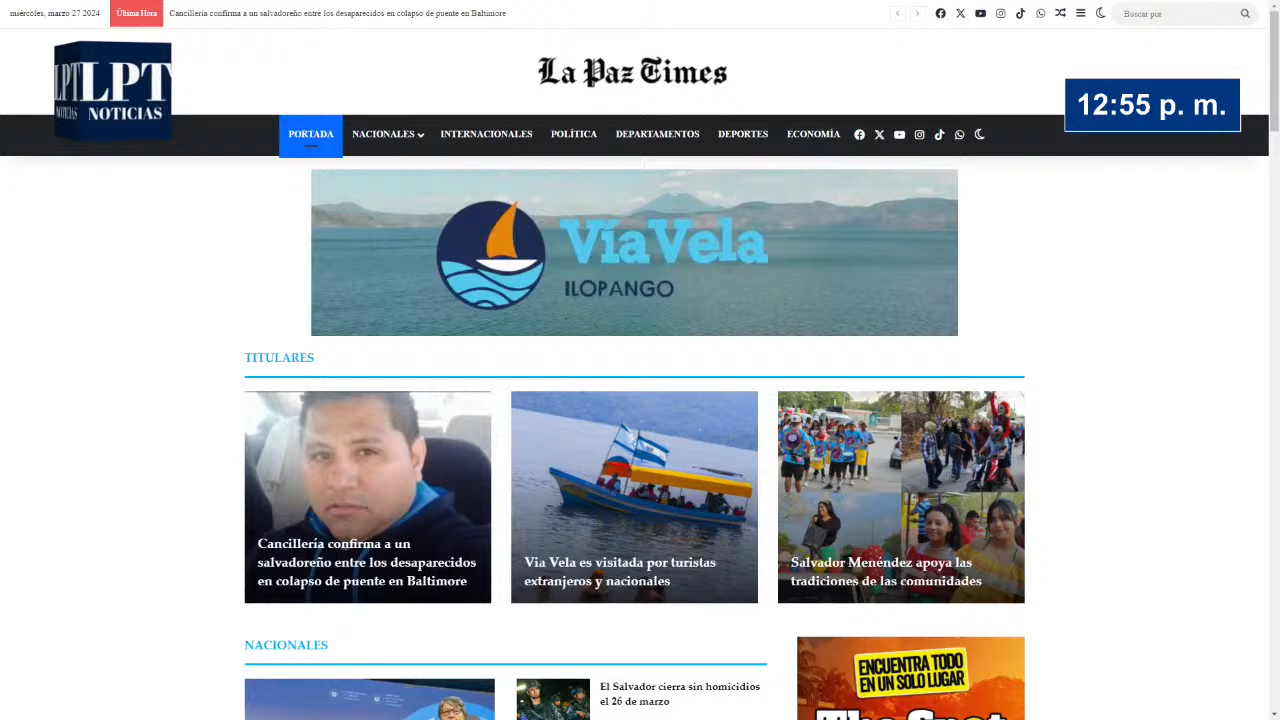 miércoles, marzo 27 2024
Última Hora
Cancillería confirma a un salvadoreño entre los desaparecidos en colapso de puente en Baltimore
Buscar por
LPT LPT
NOTICIAS NOTICIAS
La Paz Times
12:55 p. m.
PORTADA NACIONALES INTERNACIONALES POLÍTICA DEPARTAMENTOS DEPORTES ECONOMÍA
Vía Vela
ILOPANGO
TITULARES
Cancillería confirma a un
salvadoreño entre los desaparecidos
en colapso de puente en Baltimore
Via Vela es visitada por turistas
extranjeros y nacionales
Salvador Menéndez apoya las
tradiciones de las comunidades
NACIONALES
El Salvador cierra sin homicidios
el 26 de marzo
ENCUENTRA TODO
EN UN SOLO LUGAR